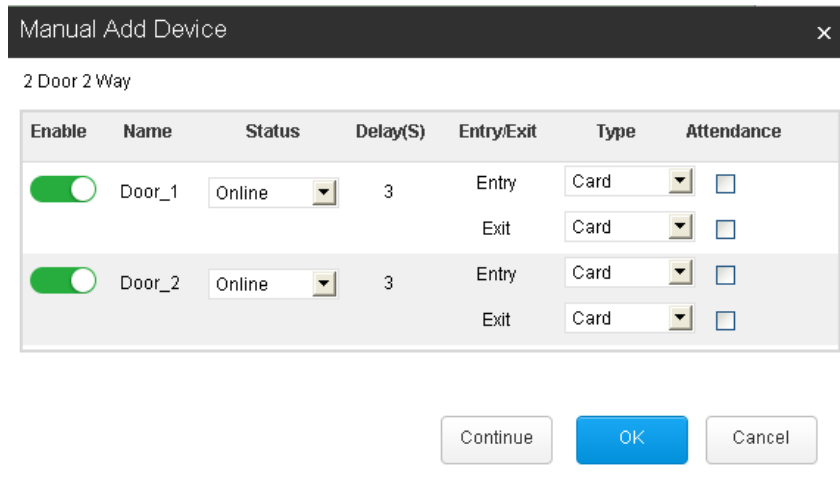 Manual Add Device ×
2 Door 2 Way
Enable Name Status Delay(S) Entry/Exit Type Attendance
Door_1 Online 3 Entry Card
Exit Card
Door_2 Online 3 Entry Card
Exit Card
Continue OK Cancel